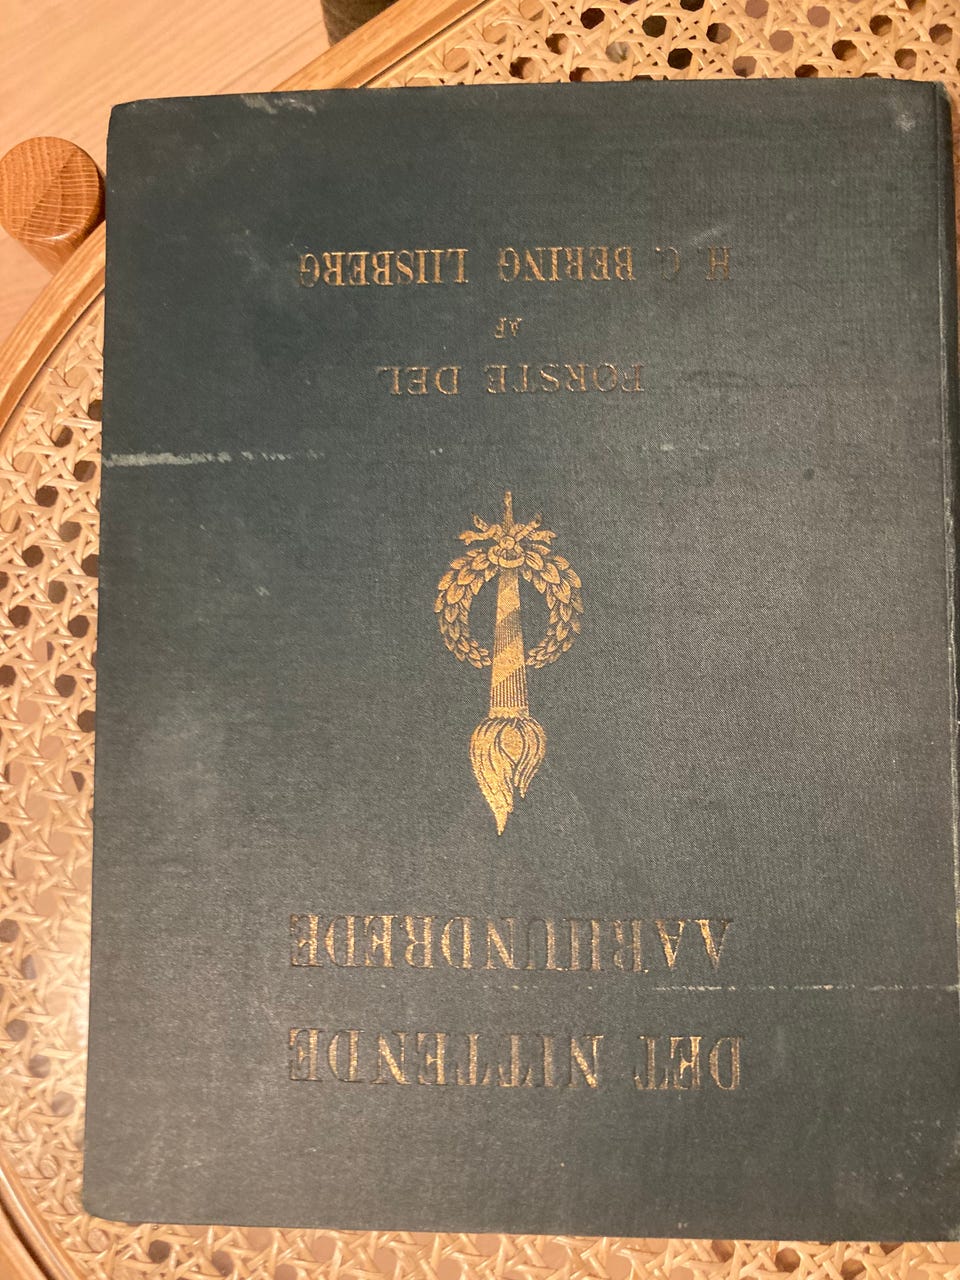 DET NITTENDE
AARHUNDREDE
FØRSTE DEL
AF
H. C. BERING LIISBERG